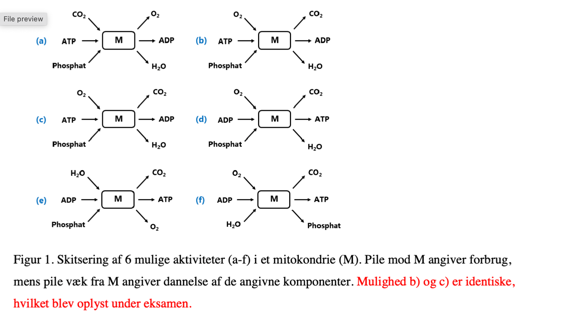 File preview
CO₂ O₂ O₂ CO₂
(a) ATP M ADP (b) ATP M ADP
Phosphat H₂O Phosphat H₂O
O₂ CO₂ O₂ CO₂
(c) ATP M ADP (d) ADP M ATP
Phosphat H₂O Phosphat H₂O
H₂O CO₂ O₂ CO₂
(e) ADP M ATP (f) ADP M ATP
Phosphat O₂ H₂O Phosphat
Figur 1. Skitsering af 6 mulige aktiviteter (a-f) i et mitokondrie (M). Pile mod M angiver forbrug,
mens pile væk fra M angiver dannelse af de angivne komponenter. Mulighed b) og c) er identiske,
hvilket blev oplyst under eksamen.